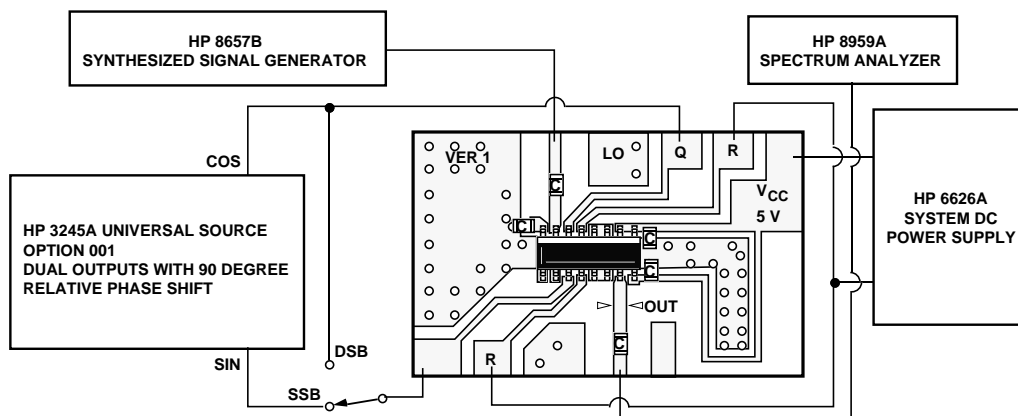 HP 8657B
SYNTHESIZED SIGNAL GENERATOR
HP 8959A
SPECTRUM ANALYZER
COS
HP 3245A UNIVERSAL SOURCE
OPTION 001
DUAL OUTPUTS WITH 90 DEGREE
RELATIVE PHASE SHIFT
SIN
DSB
SSB
VER 1
LO
Q
R
C
C
C
C
VCC
5 V
OUT
C
R
HP 6626A
SYSTEM DC
POWER SUPPLY